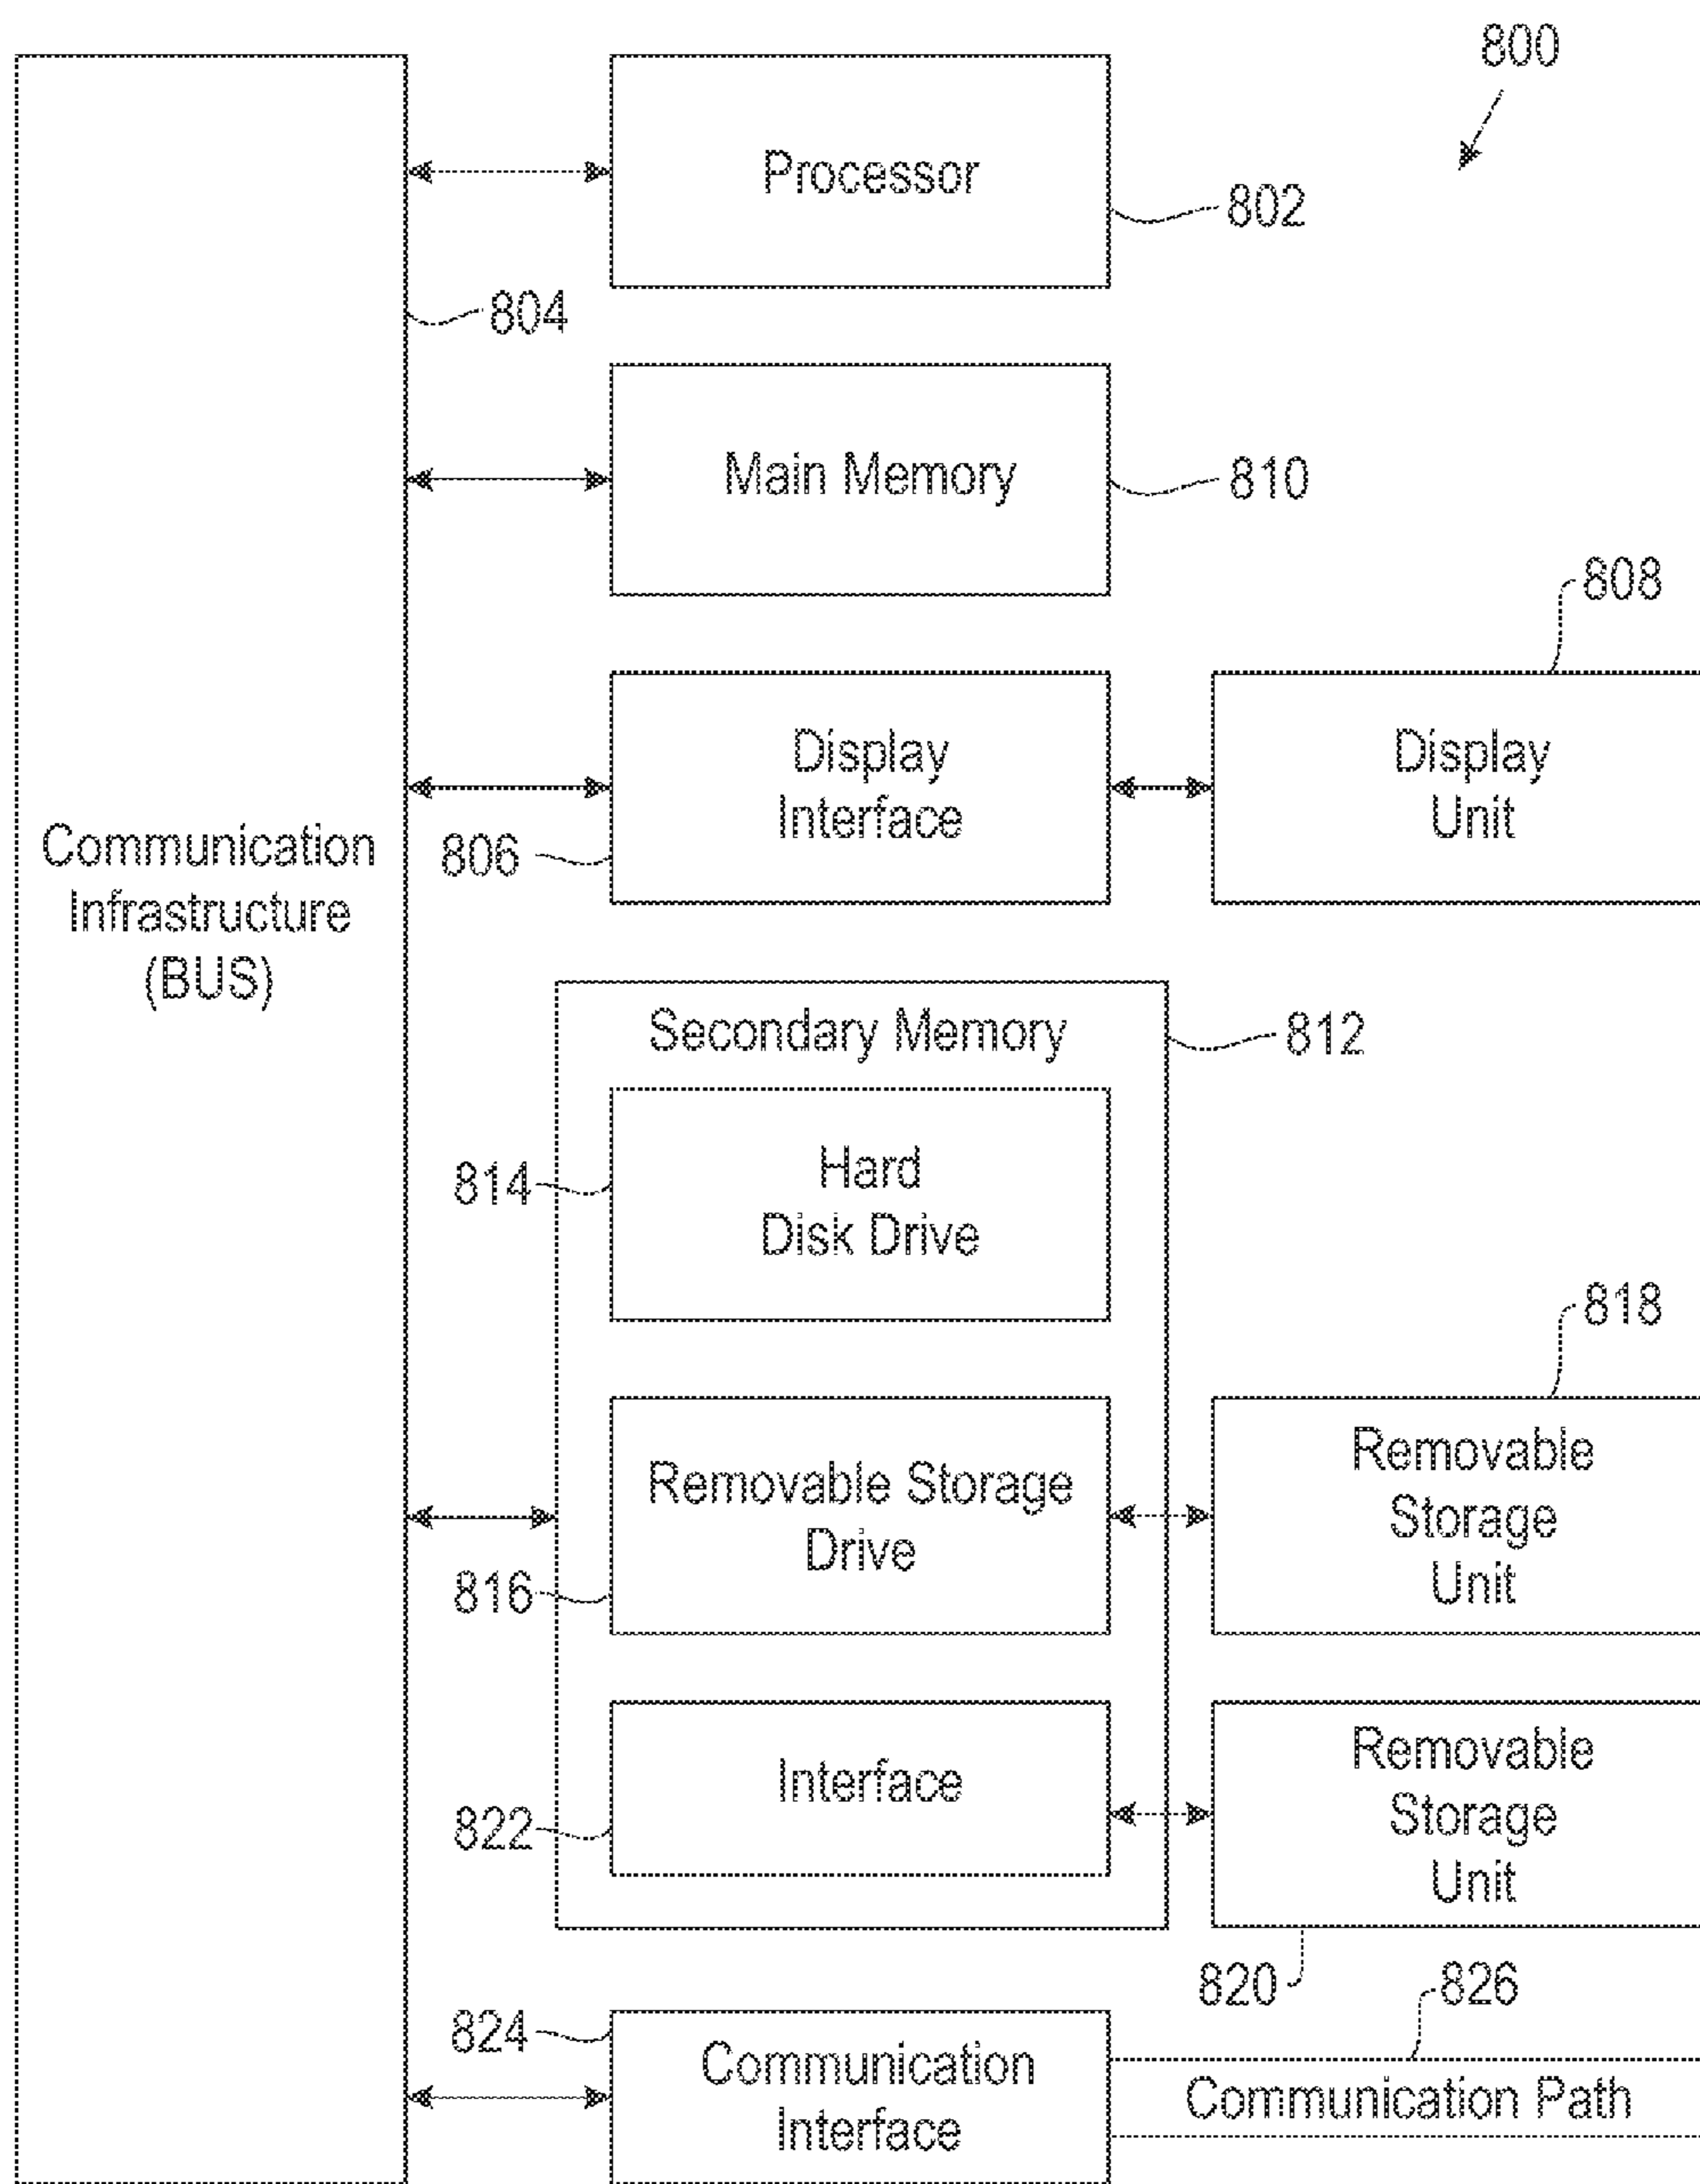 800
Processor
802
804
Main Memory
810
808
Display
Interface
Display
Unit
806
Communication
Infrastructure
(BUS)
Secondary Memory
812
Hard
Disk Drive
814
818
Removable Storage
Drive
Removable
Storage
Unit
816
Interface
Removable
Storage
Unit
822
820
826
824
Communication
Interface
Communication Path